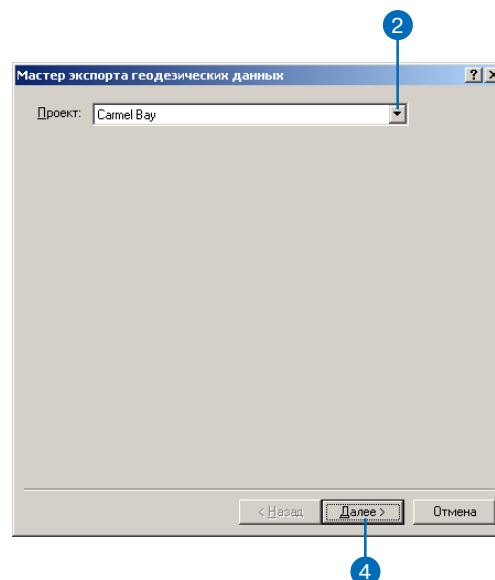 2
Мастер экспорта геодезических данных
Проект: Carmel Bay
< Назад Далее > Отмена
4